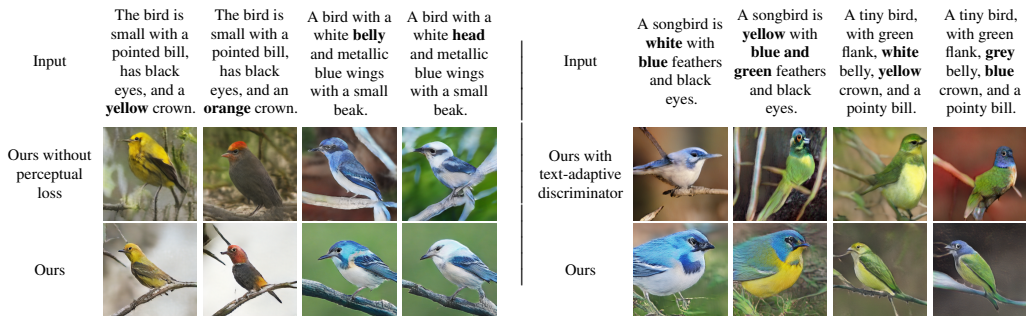 Input
The bird is
small with a
pointed bill,
has black
eyes, and a
yellow crown.
The bird is
small with a
pointed bill,
has black
eyes, and an
orange crown.
A bird with a
white belly
and metallic
blue wings
with a small
beak.
A bird with a
white head
and metallic
blue wings
with a small
beak.
Ours without
perceptual
loss
Ours
Input
A songbird is
white with
blue feathers
and black
eyes.
A songbird is
yellow with
blue and
green feathers
and black
eyes.
A tiny bird,
with green
flank, white
belly, yellow
crown, and a
pointy bill.
A tiny bird,
with green
flank, grey
belly, blue
crown, and a
pointy bill.
Ours with
text-adaptive
discriminator
Ours